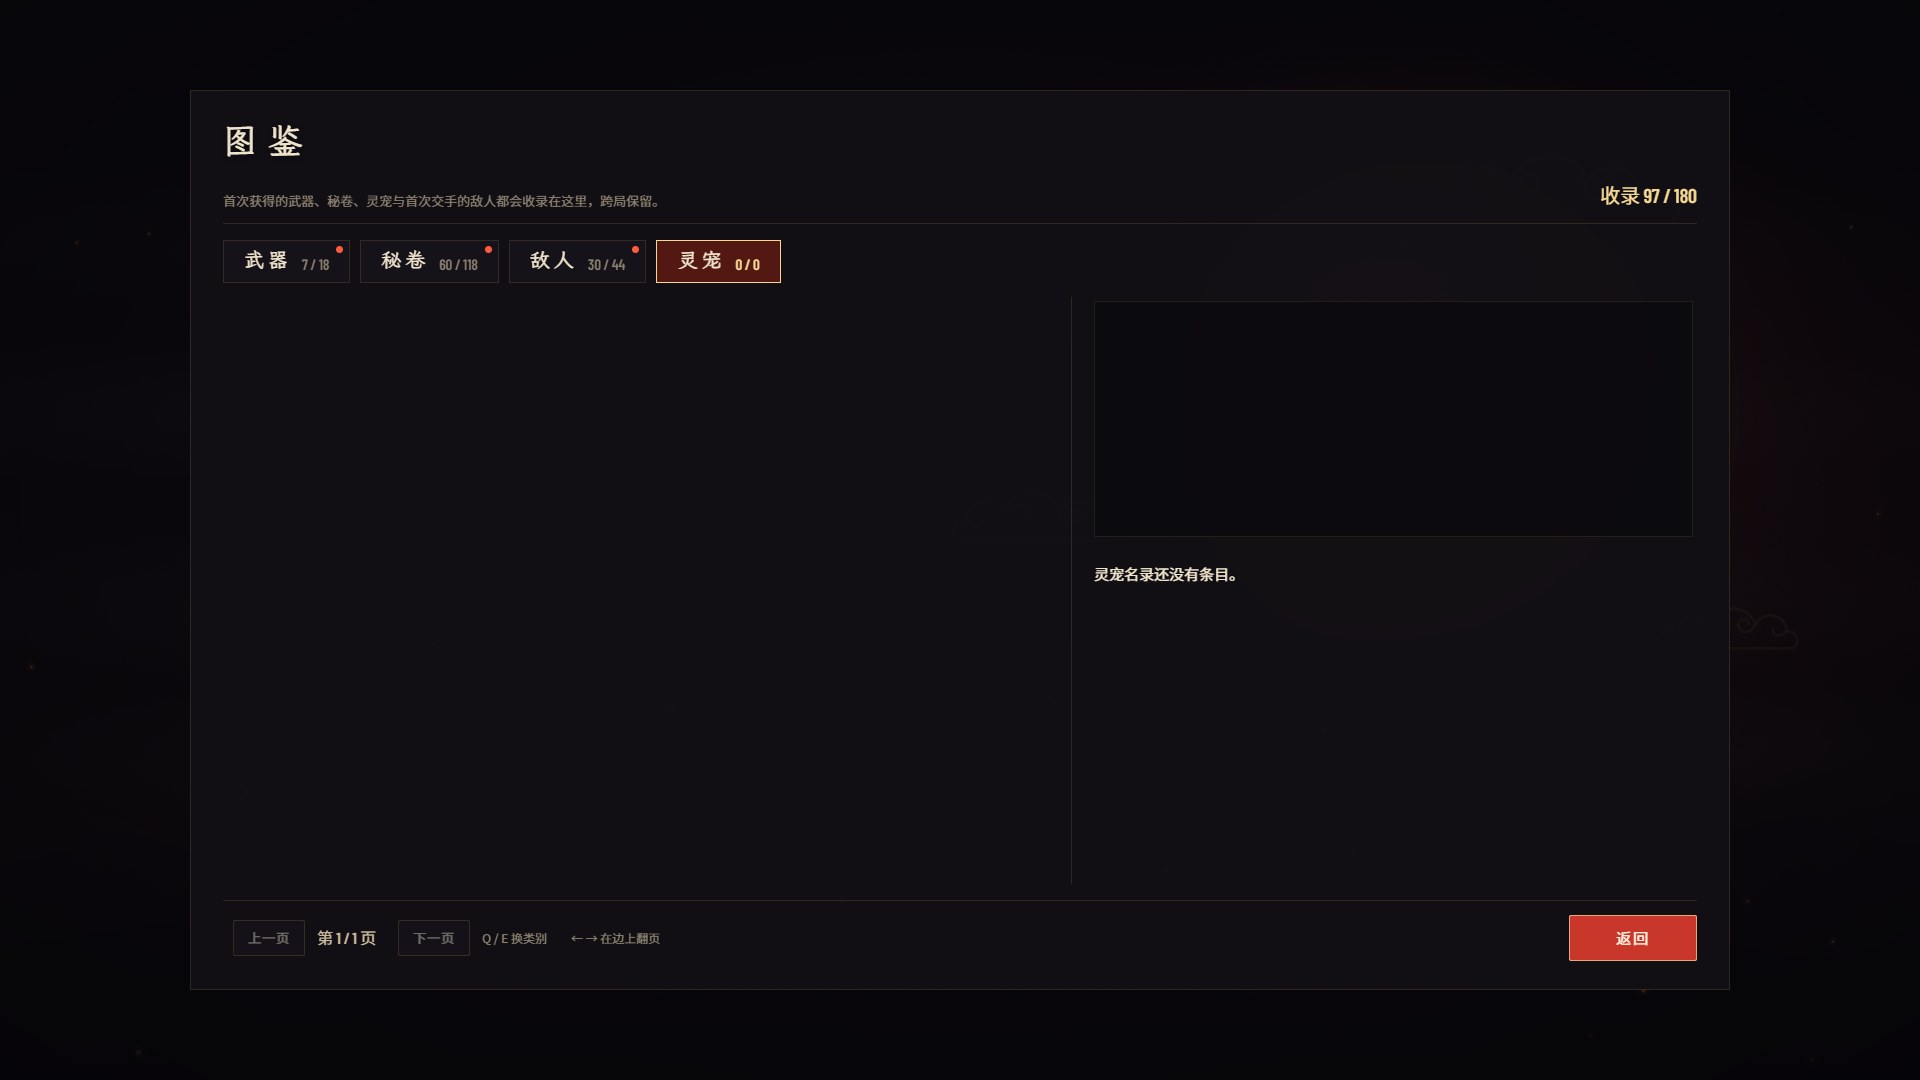 图鉴
首次获得的武器、秘卷、灵宠与首次交手的敌人都会收录在这里，跨局保留。
收录 97 / 180
武器 7 / 18
秘卷 60 / 118
敌人 30 / 44
灵宠 0 / 0
灵宠名录还没有条目。
上一页
第 1 / 1 页
下一页
Q / E 换类别
←→ 在边上翻页
返回